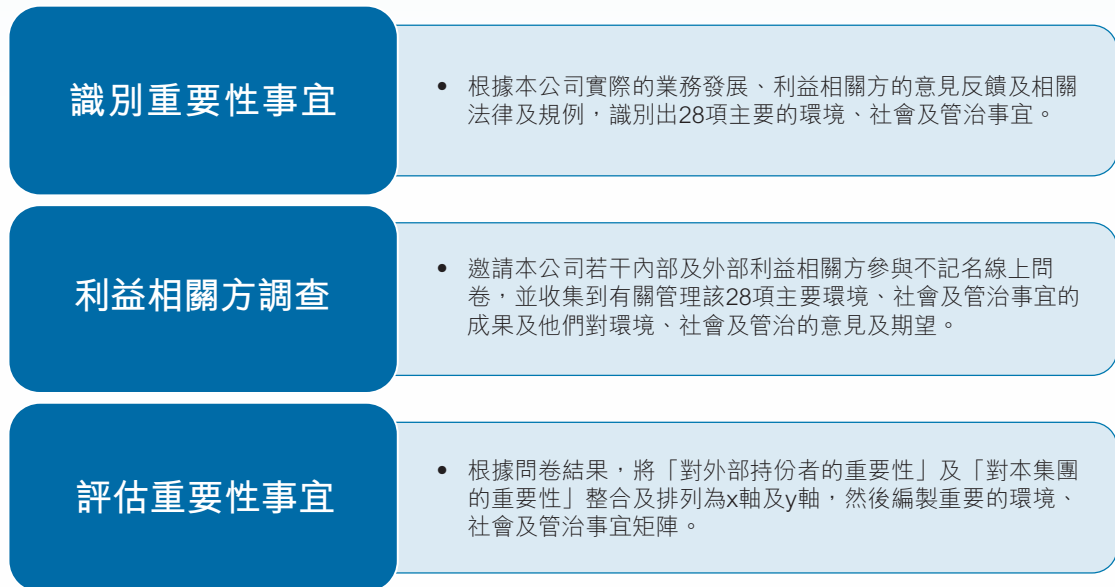 識別重要性事宜
• 根據本公司實際的業務發展、利益相關方的意見反饋及相關
法律及規例，識別出28項主要的環境、社會及管治事宜。
利益相關方調查
• 邀請本公司若干內部及外部利益相關方參與不記名線上問
卷，並收集到有關管理該28項主要環境、社會及管治事宜的
成果及他們對環境、社會及管治的意見及期望。
評估重要性事宜
• 根據問卷結果，將「對外部持份者的重要性」及「對本集團
的重要性」整合及排列為x軸及y軸，然後編製重要的環境、
社會及管治事宜矩陣。